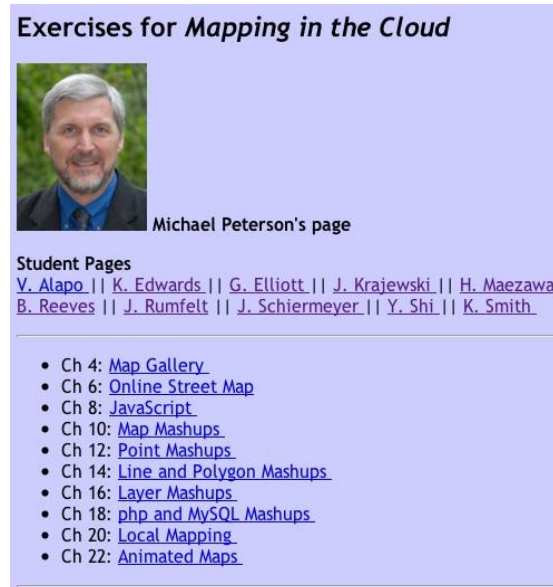 Exercises for Mapping in the Cloud
Michael Peterson's page
Student Pages
V. Alapo || K. Edwards || G. Elliott || J. Krajewski || H. Maezawa
B. Reeves || J. Rumfelt || J. Schiermeyer || Y. Shi || K. Smith
• Ch 4: Map Gallery
• Ch 6: Online Street Map
• Ch 8: JavaScript
• Ch 10: Map Mashups
• Ch 12: Point Mashups
• Ch 14: Line and Polygon Mashups
• Ch 16: Layer Mashups
• Ch 18: php and MySQL Mashups
• Ch 20: Local Mapping
• Ch 22: Animated Maps